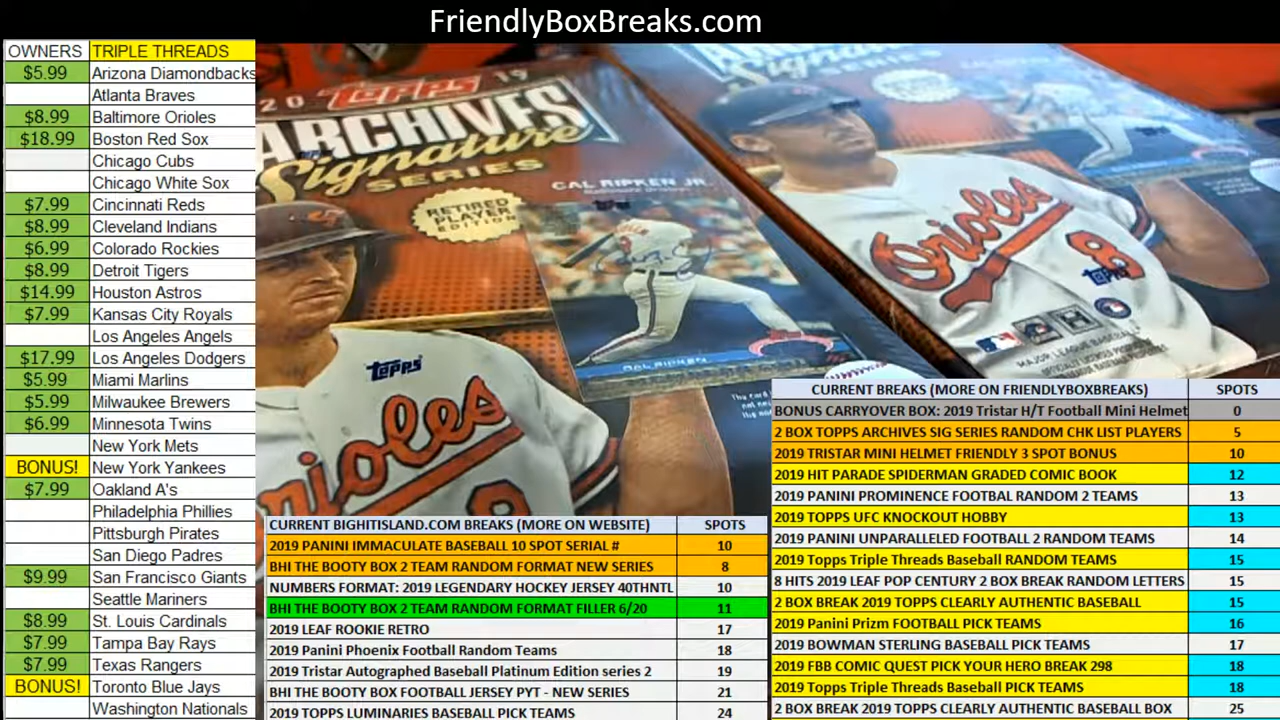 FriendlyBoxBreaks.com
OWNERS TRIPLE THREADS
$5.99 Arizona Diamondbacks
Atlanta Braves
$8.99 Baltimore Orioles
$18.99 Boston Red Sox
Chicago Cubs
Chicago White Sox
$7.99 Cincinnati Reds
$8.99 Cleveland Indians
$6.99 Colorado Rockies
$8.99 Detroit Tigers
$14.99 Houston Astros
$7.99 Kansas City Royals
Los Angeles Angels
$17.99 Los Angeles Dodgers
$5.99 Miami Marlins
$5.99 Milwaukee Brewers
$6.99 Minnesota Twins
New York Mets
BONUS! New York Yankees
$7.99 Oakland A's
Philadelphia Phillies
Pittsburgh Pirates
San Diego Padres
$9.99 San Francisco Giants
Seattle Mariners
$8.99 St. Louis Cardinals
$7.99 Tampa Bay Rays
$7.99 Texas Rangers
BONUS! Toronto Blue Jays
Washington Nationals
20 TOPPS 19
ARCHIVES
Signature
SERIES
RETIRED
PLAYER
EDITION
CAL RIPKEN JR.
CAL RIPKEN
Topps
Orioles
8
Signature
Orioles
8
Topps
MAJOR LEAGUE BASEBALL
CURRENT BIGHITISLAND.COM BREAKS (MORE ON WEBSITE) SPOTS
2019 PANINI IMMACULATE BASEBALL 10 SPOT SERIAL # 10
BHI THE BOOTY BOX 2 TEAM RANDOM FORMAT NEW SERIES 8
NUMBERS FORMAT: 2019 LEGENDARY HOCKEY JERSEY 40THNTL 10
BHI THE BOOTY BOX 2 TEAM RANDOM FORMAT FILLER 6/20 11
2019 LEAF ROOKIE RETRO 17
2019 Panini Phoenix Football Random Teams 18
2019 Tristar Autographed Baseball Platinum Edition series 2 19
BHI THE BOOTY BOX FOOTBALL JERSEY PYT - NEW SERIES 21
2019 TOPPS LUMINARIES BASEBALL PICK TEAMS 24
CURRENT BREAKS (MORE ON FRIENDLYBOXBREAKS) SPOTS
BONUS CARRYOVER BOX: 2019 Tristar H/T Football Mini Helmet 0
2 BOX TOPPS ARCHIVES SIG SERIES RANDOM CHK LIST PLAYERS 5
2019 TRISTAR MINI HELMET FRIENDLY 3 SPOT BONUS 10
2019 HIT PARADE SPIDERMAN GRADED COMIC BOOK 12
2019 PANINI PROMINENCE FOOTBAL RANDOM 2 TEAMS 13
2019 TOPPS UFC KNOCKOUT HOBBY 13
2019 PANINI UNPARALLELED FOOTBALL 2 RANDOM TEAMS 14
2019 Topps Triple Threads Baseball RANDOM TEAMS 15
8 HITS 2019 LEAF POP CENTURY 2 BOX BREAK RANDOM LETTERS 15
2 BOX BREAK 2019 TOPPS CLEARLY AUTHENTIC BASEBALL 15
2019 Panini Prizm FOOTBALL PICK TEAMS 16
2019 BOWMAN STERLING BASEBALL PICK TEAMS 17
2019 FBB COMIC QUEST PICK YOUR HERO BREAK 298 18
2019 Topps Triple Threads Baseball PICK TEAMS 18
2 BOX BREAK 2019 TOPPS CLEARLY AUTHENTIC BASEBALL BOX 25